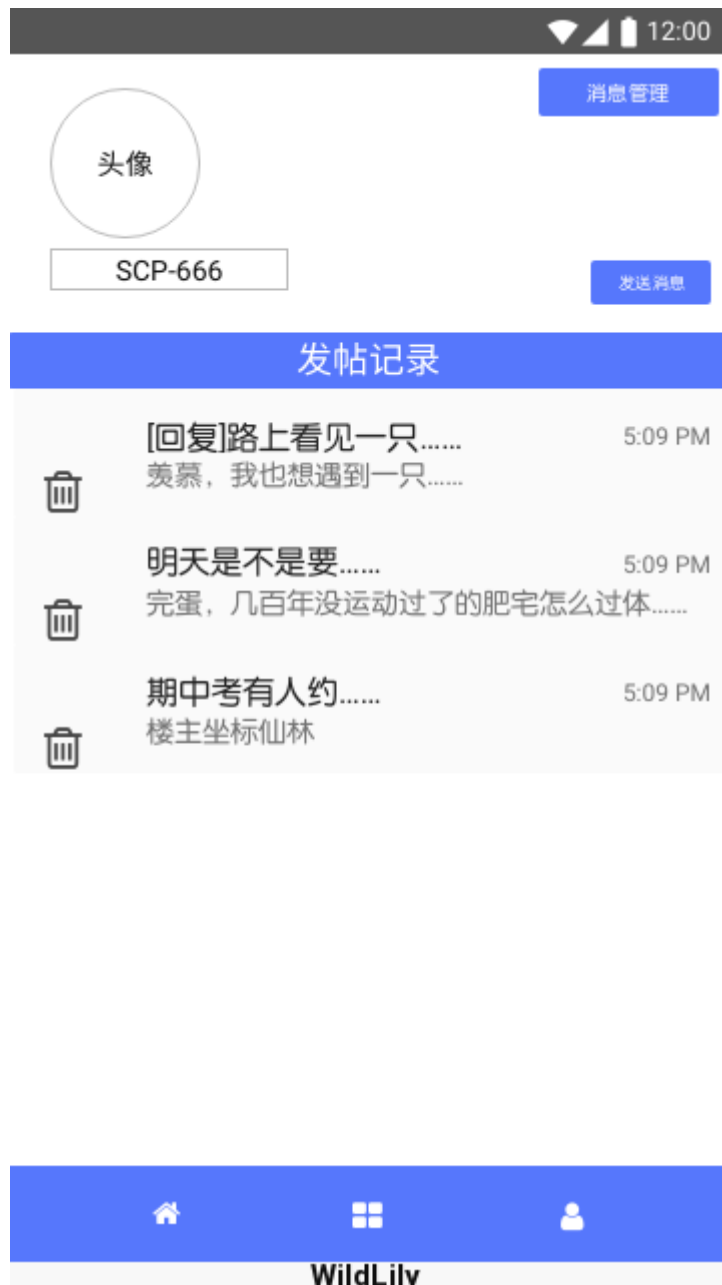 12:00
消息管理
头像
SCP-666
发送消息
发帖记录
[回复]路上看见一只…… 5:09 PM
羡慕，我也想遇到一只……
明天是不是要…… 5:09 PM
完蛋，几百年没运动过了的肥宅怎么过体……
期中考有人约…… 5:09 PM
楼主坐标仙林
WildLily